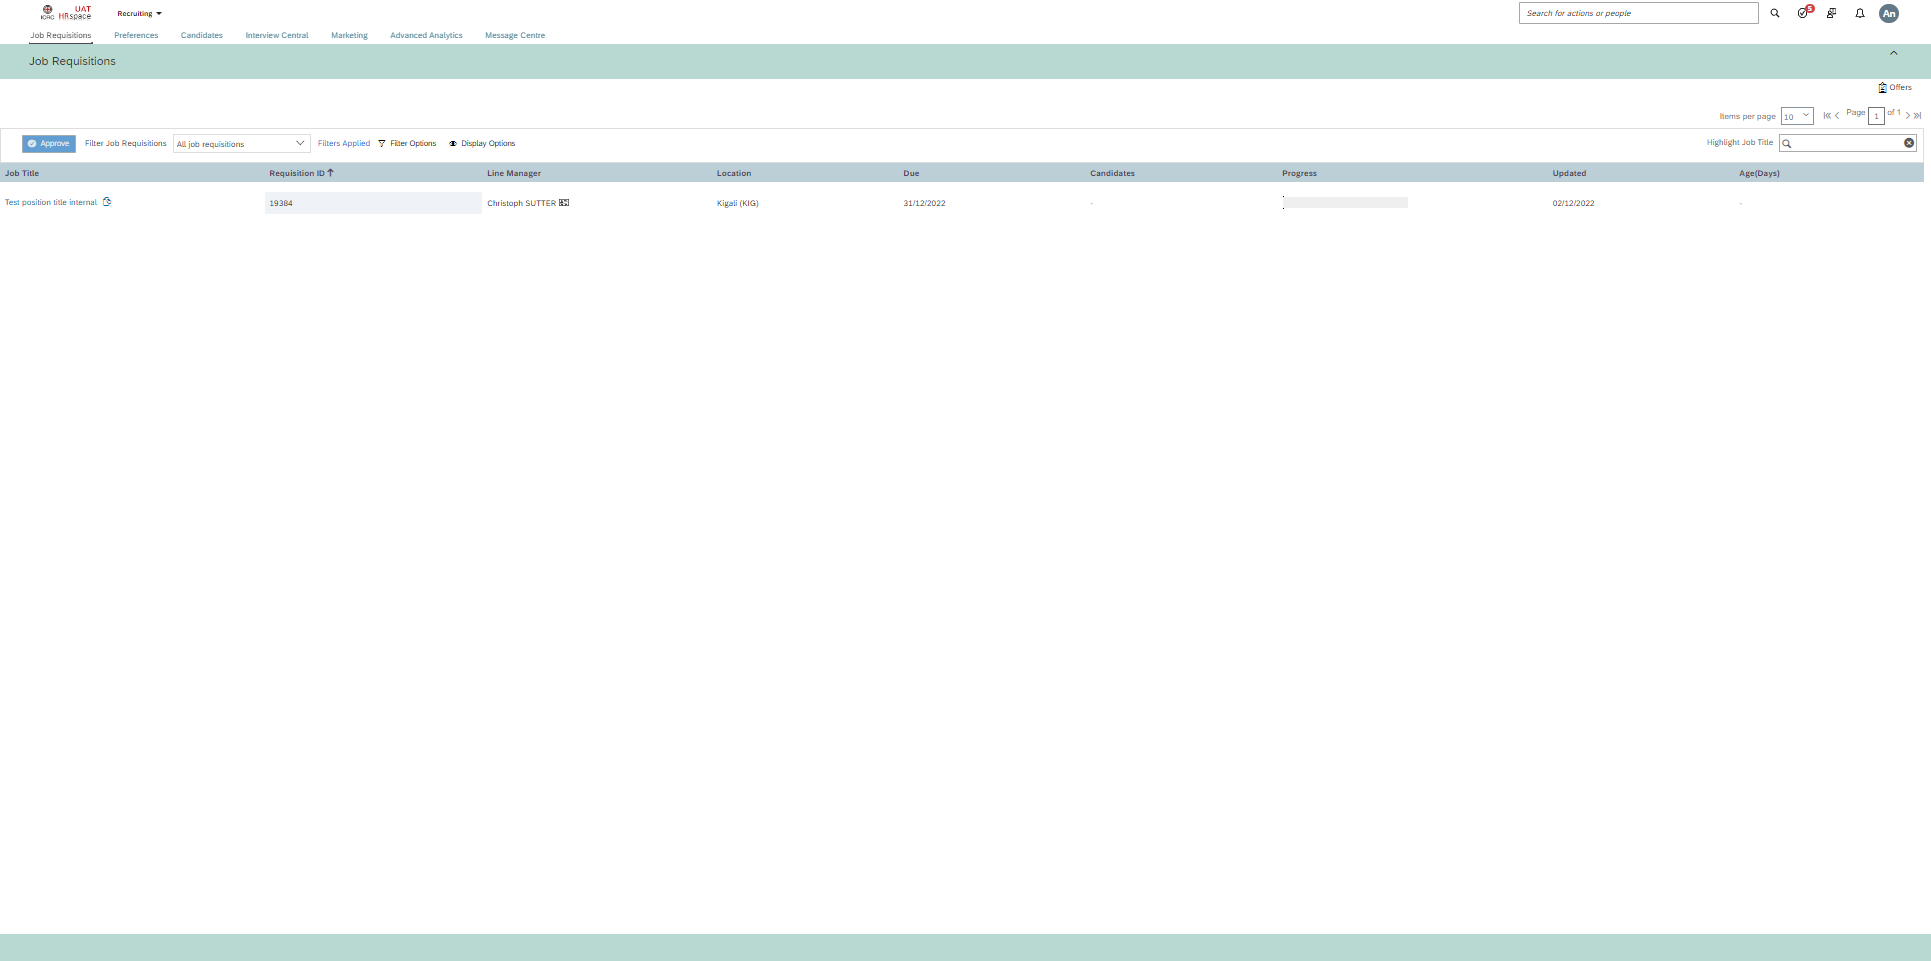 ICRC UAT HRspace
Recruiting
Search for actions or people
5
An
Job Requisitions Preferences Candidates Interview Central Marketing Advanced Analytics Message Centre
Job Requisitions
Offers
Items per page 10 Page 1 of 1
Approve Filter Job Requisitions All job requisitions Filters Applied Filter Options Display Options Highlight Job Title
Job Title Requisition ID Line Manager Location Due Candidates Progress Updated Age(Days)
Test position title internal 19384 Christoph SUTTER Kigali (KIG) 31/12/2022 - 02/12/2022 -